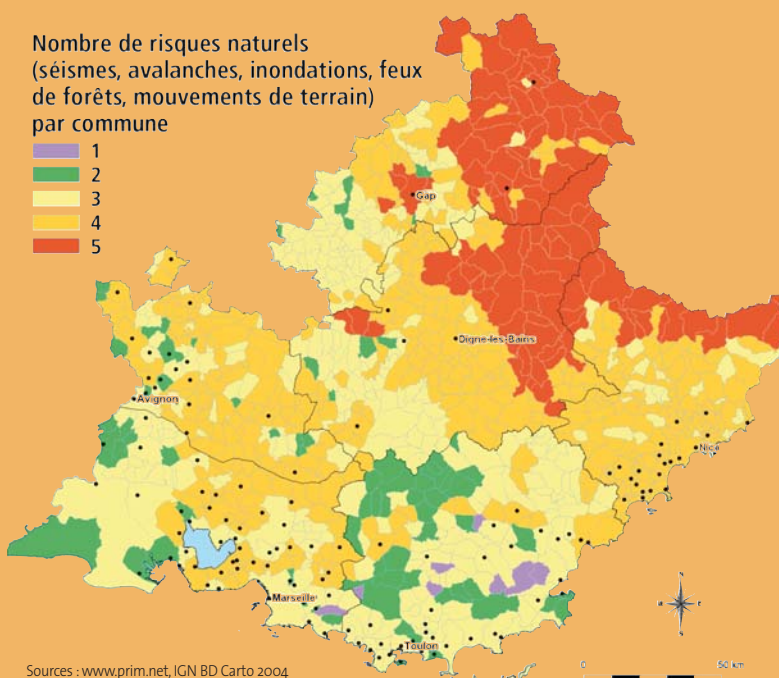 Nombre de risques naturels
(séismes, avalanches, inondations, feux
de forêts, mouvements de terrain)
par commune
1
2
3
4
5
Gap
Digne-les-Bains
Avignon
Nice
Marseille
Toulon
0 50 km
Sources : www.prim.net, IGN BD Carto 2004